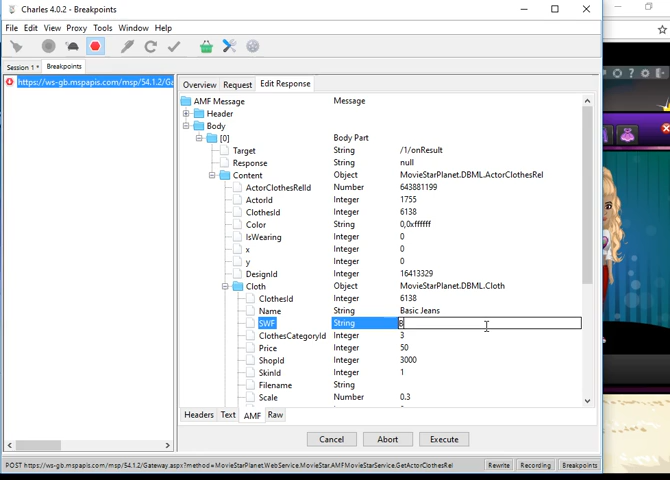 Charles 4.0.2 - Breakpoints
File Edit View Proxy Tools Window Help
Session 1 * Breakpoints
https://ws-gb.mspapis.com/msp/54.1.2/Ga
Overview Request Edit Response
AMF Message Message
Header
Body
[0] Body Part
Target String /1/onResult
Response String null
Content Object MovieStarPlanet.DBML.ActorClothesRel
ActorClothesRelId Number 643881199
ActorId Integer 1755
ClothesId Integer 6138
Color String 0,0xffffff
IsWearing Integer 0
x Integer 0
y Integer 0
DesignId Integer 16413329
Cloth Object MovieStarPlanet.DBML.Cloth
ClothesId Integer 6138
Name String Basic Jeans
SWF String
ClothesCategoryId Integer 3
Price Integer 50
ShopId Integer 3000
SkinId Integer 1
Filename String
Scale Number 0.3
Headers Text AMF Raw
Cancel Abort Execute
POST https://ws-gb.mspapis.com/msp/54.1.2/Gateway.aspx?method=MovieStarPlanet.WebService.MovieStar.AMFMovieStarService.GetActorClothesRel Rewrite Recording Breakpoints